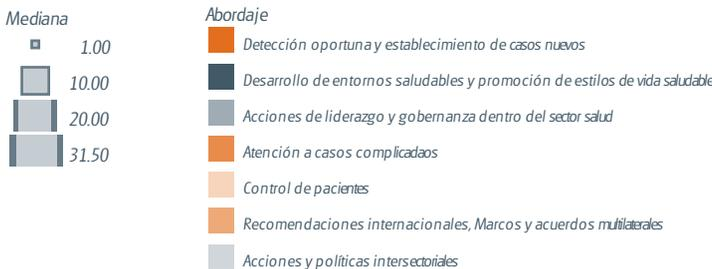 Mediana
1.00
10.00
20.00
31.50
Abordaje
Detección oportuna y establecimiento de casos nuevos
Desarrollo de entornos saludables y promoción de estilos de vida saludable
Acciones de liderazgo y gobernanza dentro del sector salud
Atención a casos complicadaos
Control de pacientes
Recomendaciones internacionales, Marcos y acuerdos multilaterales
Acciones y políticas intersectoriales